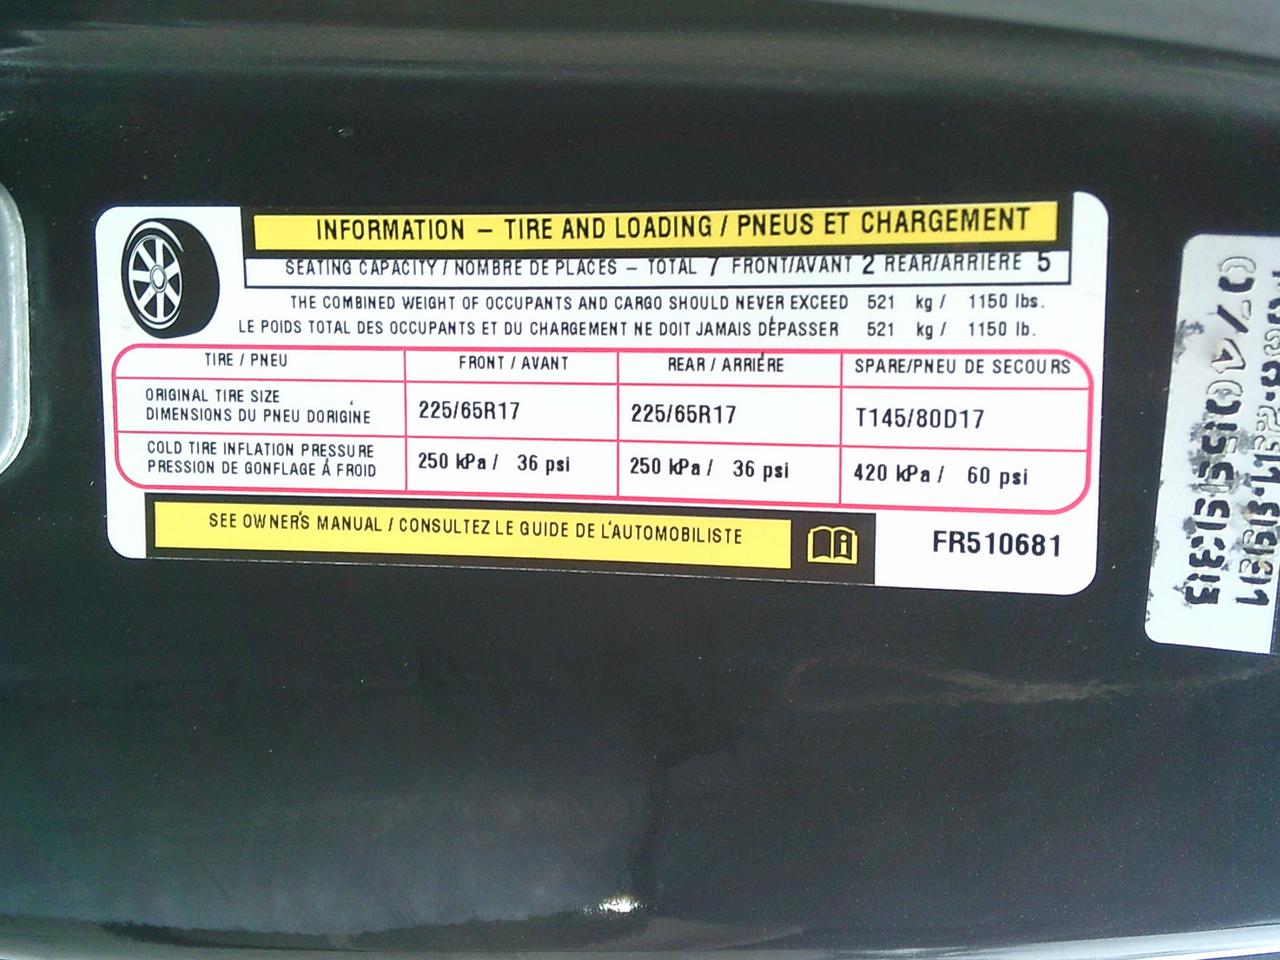 INFORMATION – TIRE AND LOADING / PNEUS ET CHARGEMENT
SEATING CAPACITY / NOMBRE DE PLACES – TOTAL 7 FRONT/AVANT 2 REAR/ARRIÈRE 5
THE COMBINED WEIGHT OF OCCUPANTS AND CARGO SHOULD NEVER EXCEED 521 kg / 1150 lbs.
LE POIDS TOTAL DES OCCUPANTS ET DU CHARGEMENT NE DOIT JAMAIS DÉPASSER 521 kg / 1150 lb.
TIRE / PNEU FRONT / AVANT REAR / ARRIÉRE SPARE/PNEU DE SECOURS
ORIGINAL TIRE SIZE
DIMENSIONS DU PNEU D'ORIGINE 225/65R17 225/65R17 T145/80D17
COLD TIRE INFLATION PRESSURE
PRESSION DE GONFLAGE Á FROID 250 kPa / 36 psi 250 kPa / 36 psi 420 kPa / 60 psi
SEE OWNER'S MANUAL / CONSULTEZ LE GUIDE DE L'AUTOMOBILISTE
FR510681